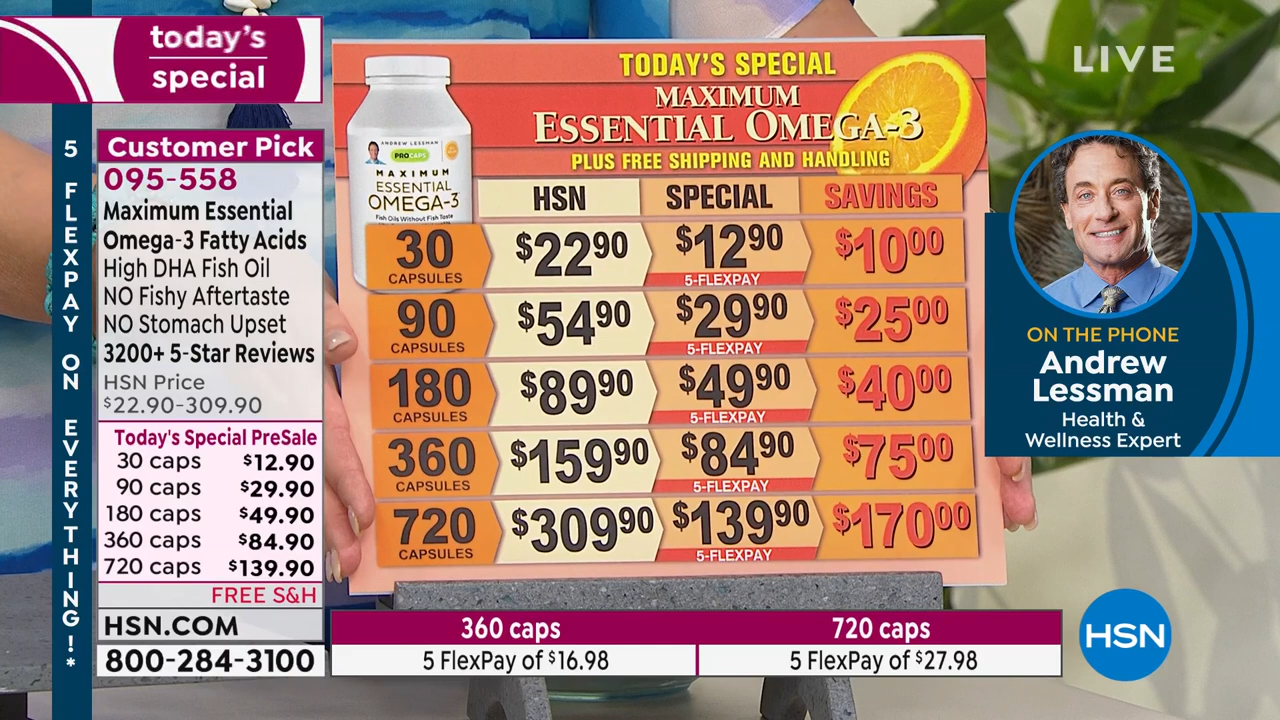 today's
special
5 FLEXPAY ON EVERYTHING!*
Customer Pick
095-558
Maximum Essential
Omega-3 Fatty Acids
High DHA Fish Oil
NO Fishy Aftertaste
NO Stomach Upset
3200+ 5-Star Reviews
HSN Price
$22.90-309.90
Today's Special PreSale
30 caps $12.90
90 caps $29.90
180 caps $49.90
360 caps $84.90
720 caps $139.90
FREE S&H
HSN.COM
800-284-3100
TODAY'S SPECIAL
MAXIMUM
ESSENTIAL OMEGA-3
PLUS FREE SHIPPING AND HANDLING
ANDREW LESSMAN
PROCAPS
MAXIMUM
ESSENTIAL
OMEGA-3
Fish Oils Without Fish Taste
HSN SPECIAL SAVINGS
30 CAPSULES $22.90 $12.90 5-FLEXPAY $10.00
90 CAPSULES $54.90 $29.90 5-FLEXPAY $25.00
180 CAPSULES $89.90 $49.90 5-FLEXPAY $40.00
360 CAPSULES $159.90 $84.90 5-FLEXPAY $75.00
720 CAPSULES $309.90 $139.90 5-FLEXPAY $170.00
LIVE
ON THE PHONE
Andrew
Lessman
Health &
Wellness Expert
360 caps 720 caps
5 FlexPay of $16.98 5 FlexPay of $27.98
HSN